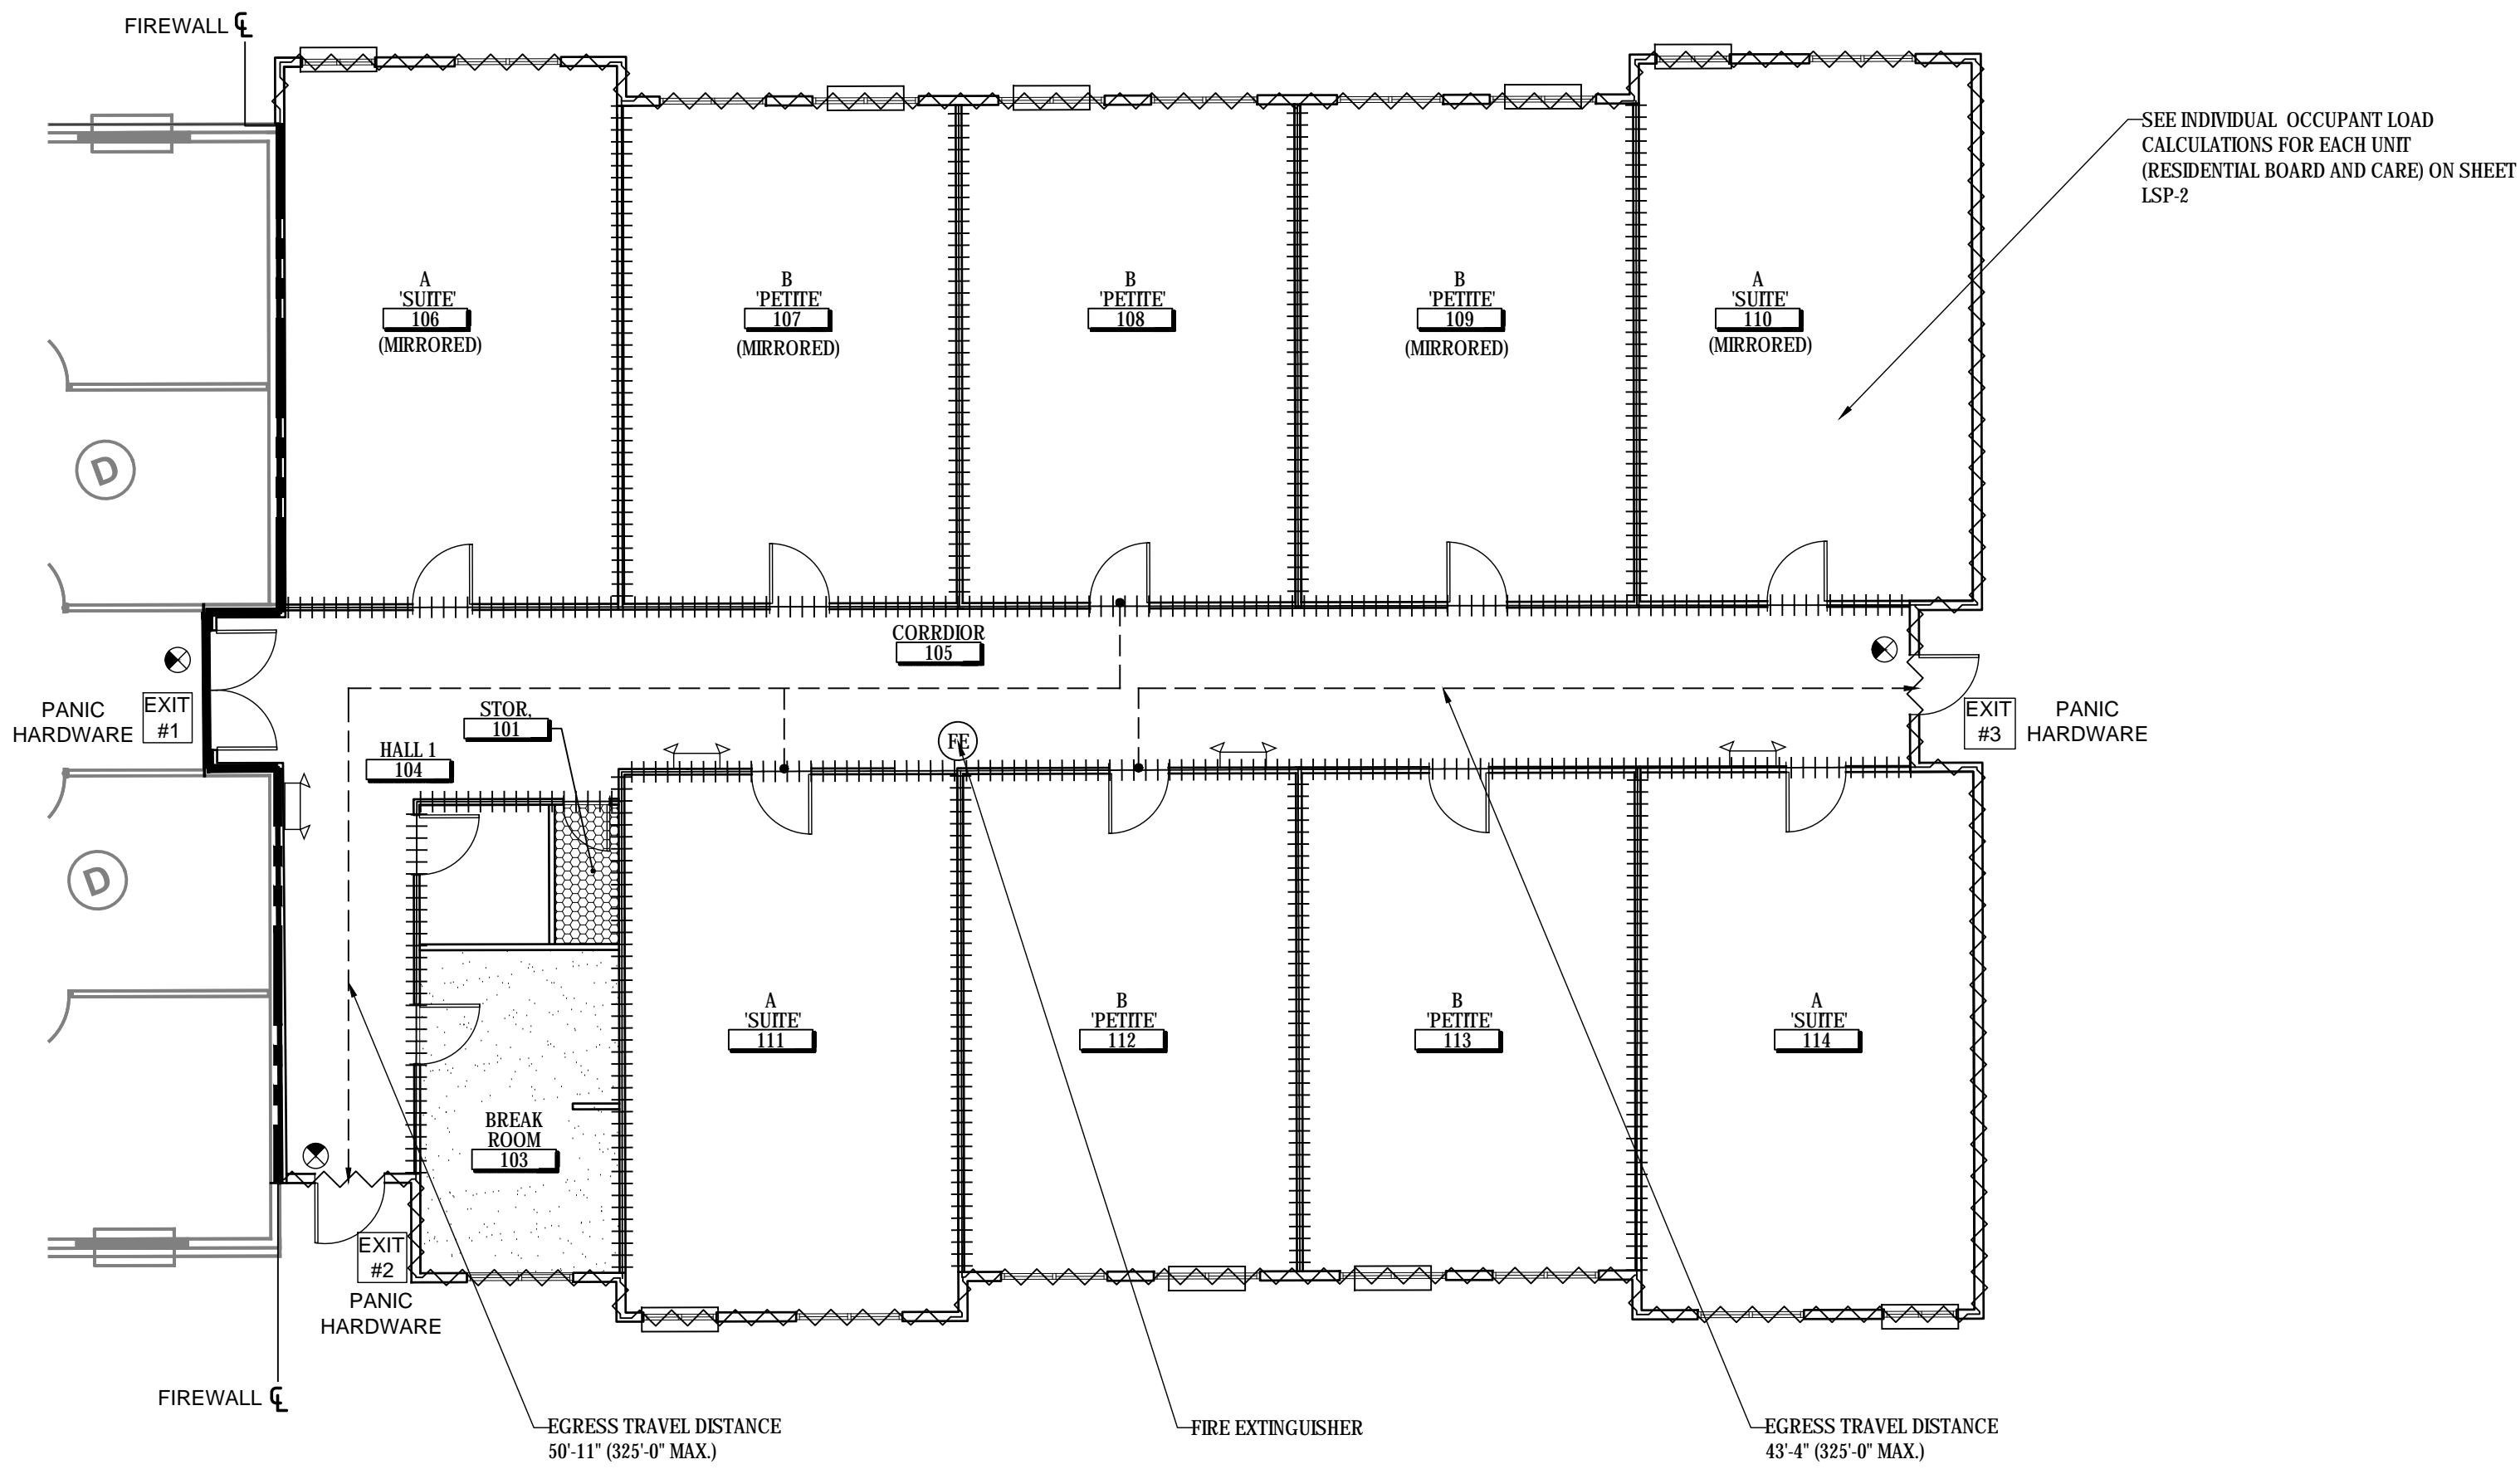 FIREWALL ℄
SEE INDIVIDUAL OCCUPANT LOAD
CALCULATIONS FOR EACH UNIT
(RESIDENTIAL BOARD AND CARE) ON SHEET
LSP-2
A
'SUITE'
106
(MIRRORED)
B
'PETITE'
107
(MIRRORED)
B
'PETITE'
108
B
'PETITE'
109
(MIRRORED)
A
'SUITE'
110
(MIRRORED)
D
CORRDIOR
105
PANIC
HARDWARE
EXIT
#1
STOR,
101
HALL 1
104
FE
EXIT
#3
PANIC
HARDWARE
D
A
'SUITE'
111
B
'PETITE'
112
B
'PETITE'
113
A
'SUITE'
114
BREAK
ROOM
103
EXIT
#2
PANIC
HARDWARE
FIREWALL ℄
EGRESS TRAVEL DISTANCE
50'-11" (325'-0" MAX.)
FIRE EXTINGUISHER
EGRESS TRAVEL DISTANCE
43'-4" (325'-0" MAX.)